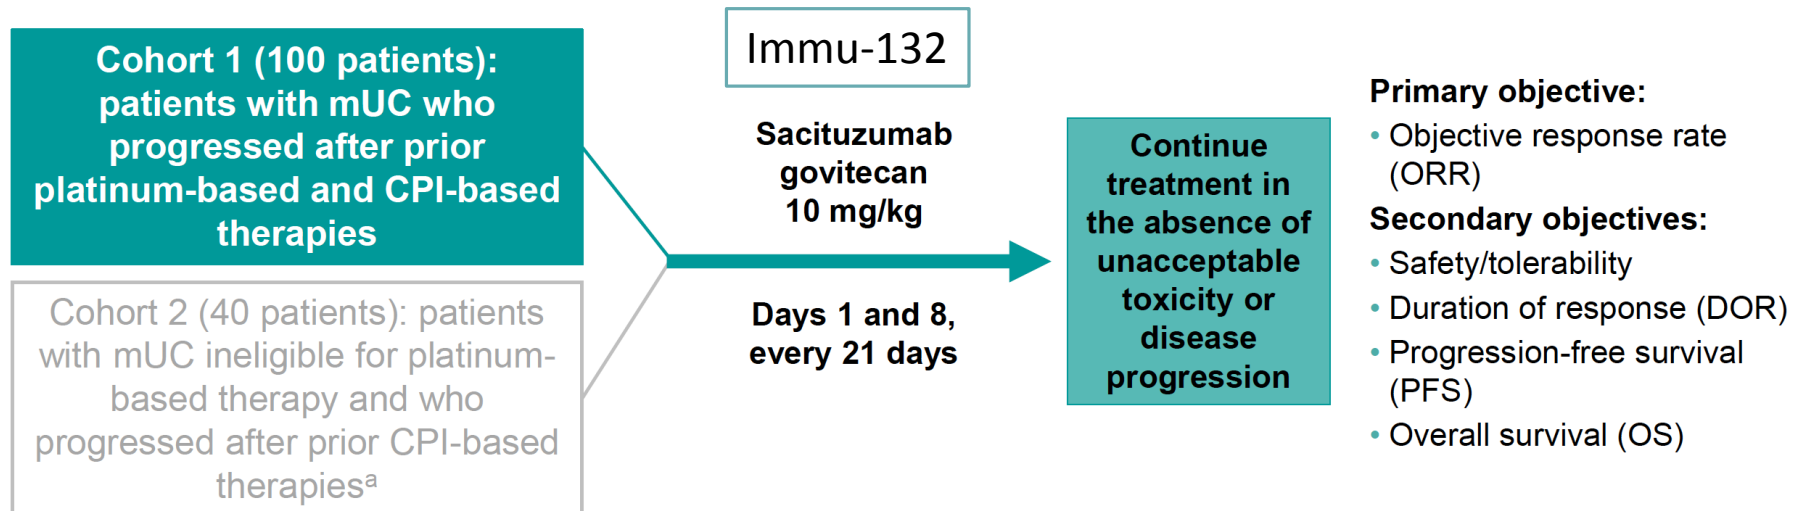 Cohort 1 (100 patients):
patients with mUC who
progressed after prior
platinum-based and CPI-based
therapies
Cohort 2 (40 patients): patients
with mUC ineligible for platinum-
based therapy and who
progressed after prior CPI-based
therapiesᵃ
Immu-132
Sacituzumab
govitecan
10 mg/kg
Days 1 and 8,
every 21 days
Continue
treatment in
the absence of
unacceptable
toxicity or
disease
progression
Primary objective:
• Objective response rate
(ORR)
Secondary objectives:
• Safety/tolerability
• Duration of response (DOR)
• Progression-free survival
(PFS)
• Overall survival (OS)